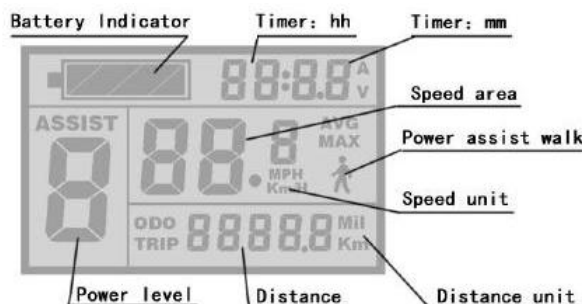 Battery Indicator Timer: hh Timer: mm
88:8.8 A
V
Speed area
ASSIST 8 88.8 AVG
MAX
Power assist walk
MPH
Km/H
Speed unit
ODO 8888.8 Mil
TRIP Km
Power level Distance Distance unit